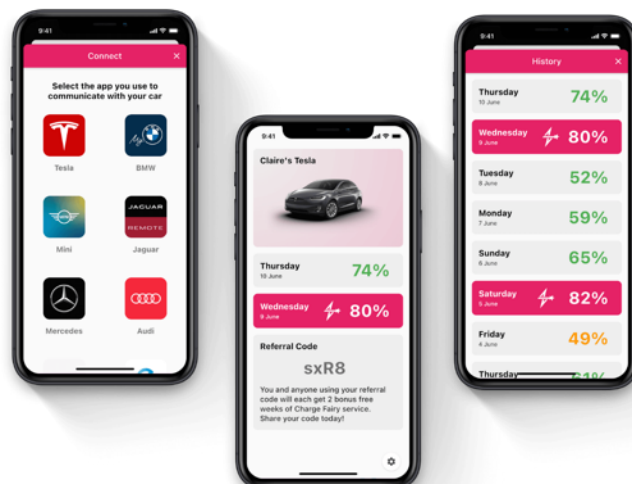 9:41
Connect
Select the app you use to
communicate with your car
Tesla
My
BMW
Mini
JAGUAR
REMOTE
Jaguar
Mercedes
Audi
9:41
Claire's Tesla
Thursday
10 June
74%
Wednesday
9 June
80%
Referral Code
sxR8
You and anyone using your referral
code will each get 2 bonus free
weeks of Charge Fairy service.
Share your code today!
9:41
History
Thursday
10 June
74%
Wednesday
9 June
80%
Tuesday
8 June
52%
Monday
7 June
59%
Sunday
6 June
65%
Saturday
5 June
82%
Friday
4 June
49%
Thursday
61%